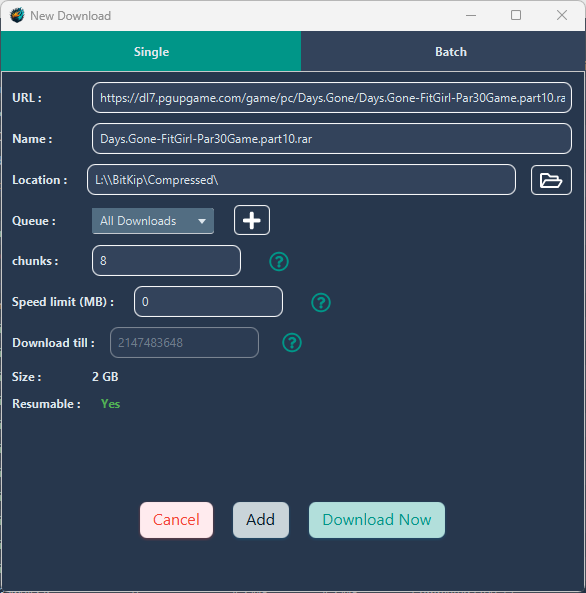 New Download
Single Batch
URL : https://dl7.pgupgame.com/game/pc/Days.Gone/Days.Gone-FitGirl-Par30Game.part10.ra
Name : Days.Gone-FitGirl-Par30Game.part10.rar
Location : L:\\BitKip\Compressed\
Queue : All Downloads
chunks : 8 ?
Speed limit (MB) : 0 ?
Download till : 2147483648 ?
Size : 2 GB
Resumable : Yes
Cancel Add Download Now